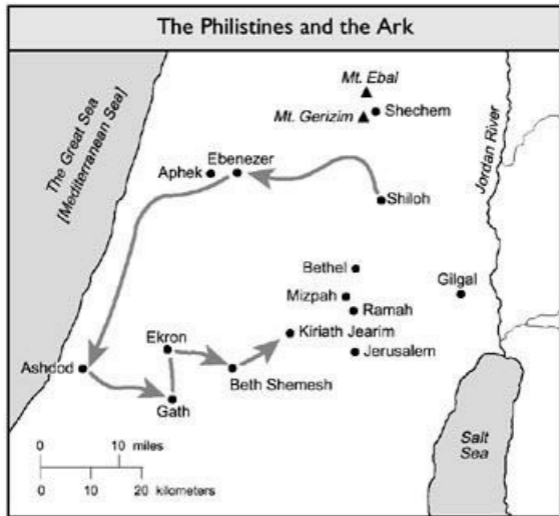 The Philistines and the Ark
The Great Sea
[Mediterranean Sea]
Mt. Ebal
Mt. Gerizim
Shechem
Jordan River
Aphek
Ebenezer
Shiloh
Bethel
Gilgal
Mizpah
Ramah
Ekron
Kiriath Jearim
Ashdod
Jerusalem
Beth Shemesh
Gath
Salt
Sea
0 10 miles
0 10 20
kilometers